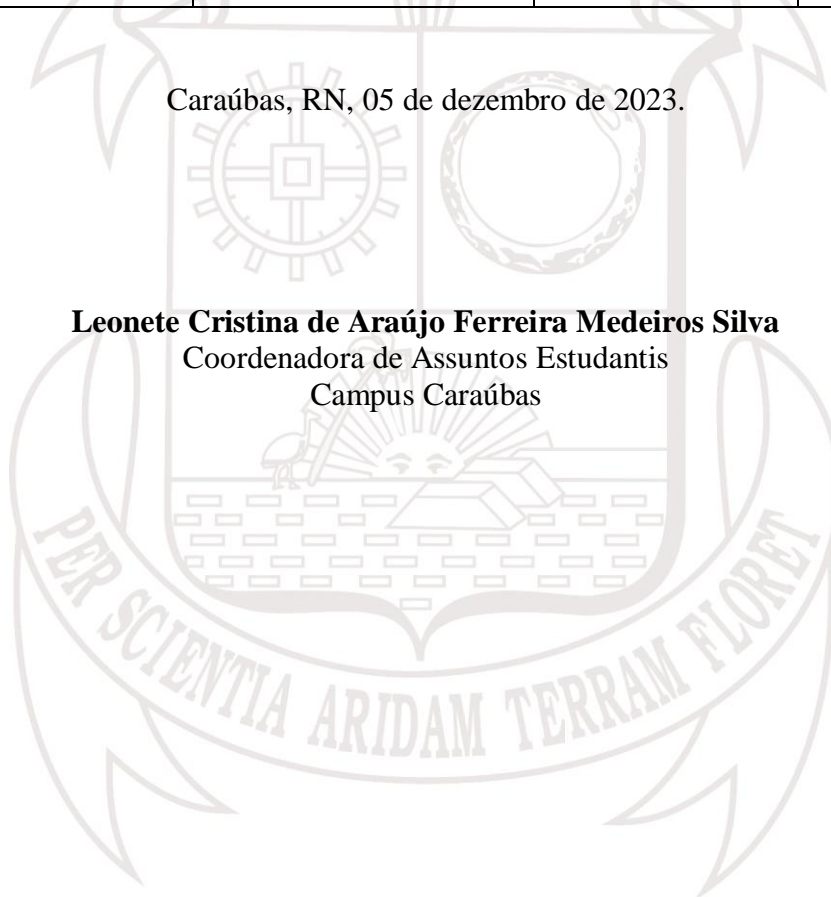 Caraúbas, RN, 05 de dezembro de 2023.
Leonete Cristina de Araújo Ferreira Medeiros Silva
Coordenadora de Assuntos Estudantis
Campus Caraúbas
PER SCIENTIA ARIDAM TERRAM FLORET